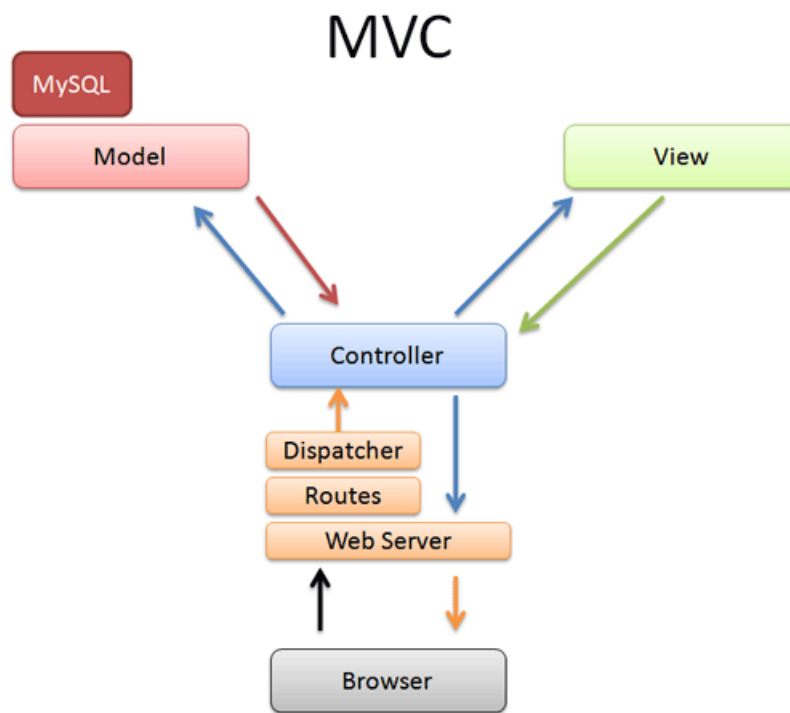 MVC
MySQL
Model
View
Controller
Dispatcher
Routes
Web Server
Browser